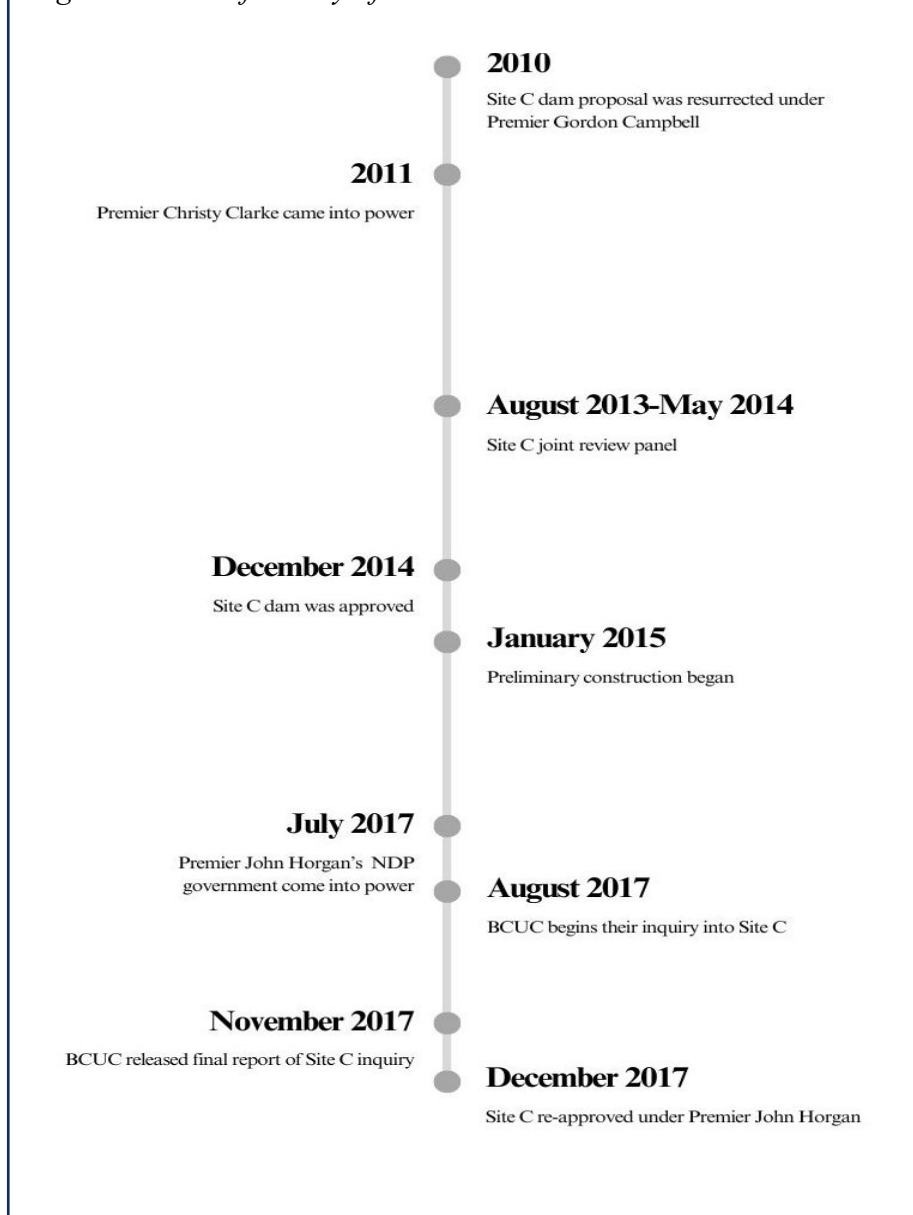 2010
Site C dam proposal was resurrected under
Premier Gordon Campbell
2011
Premier Christy Clarke came into power
August 2013-May 2014
Site C joint review panel
December 2014
Site C dam was approved
January 2015
Preliminary construction began
July 2017
Premier John Horgan’s NDP
government come into power
August 2017
BCUC begins their inquiry into Site C
November 2017
BCUC released final report of Site C inquiry
December 2017
Site C re-approved under Premier John Horgan